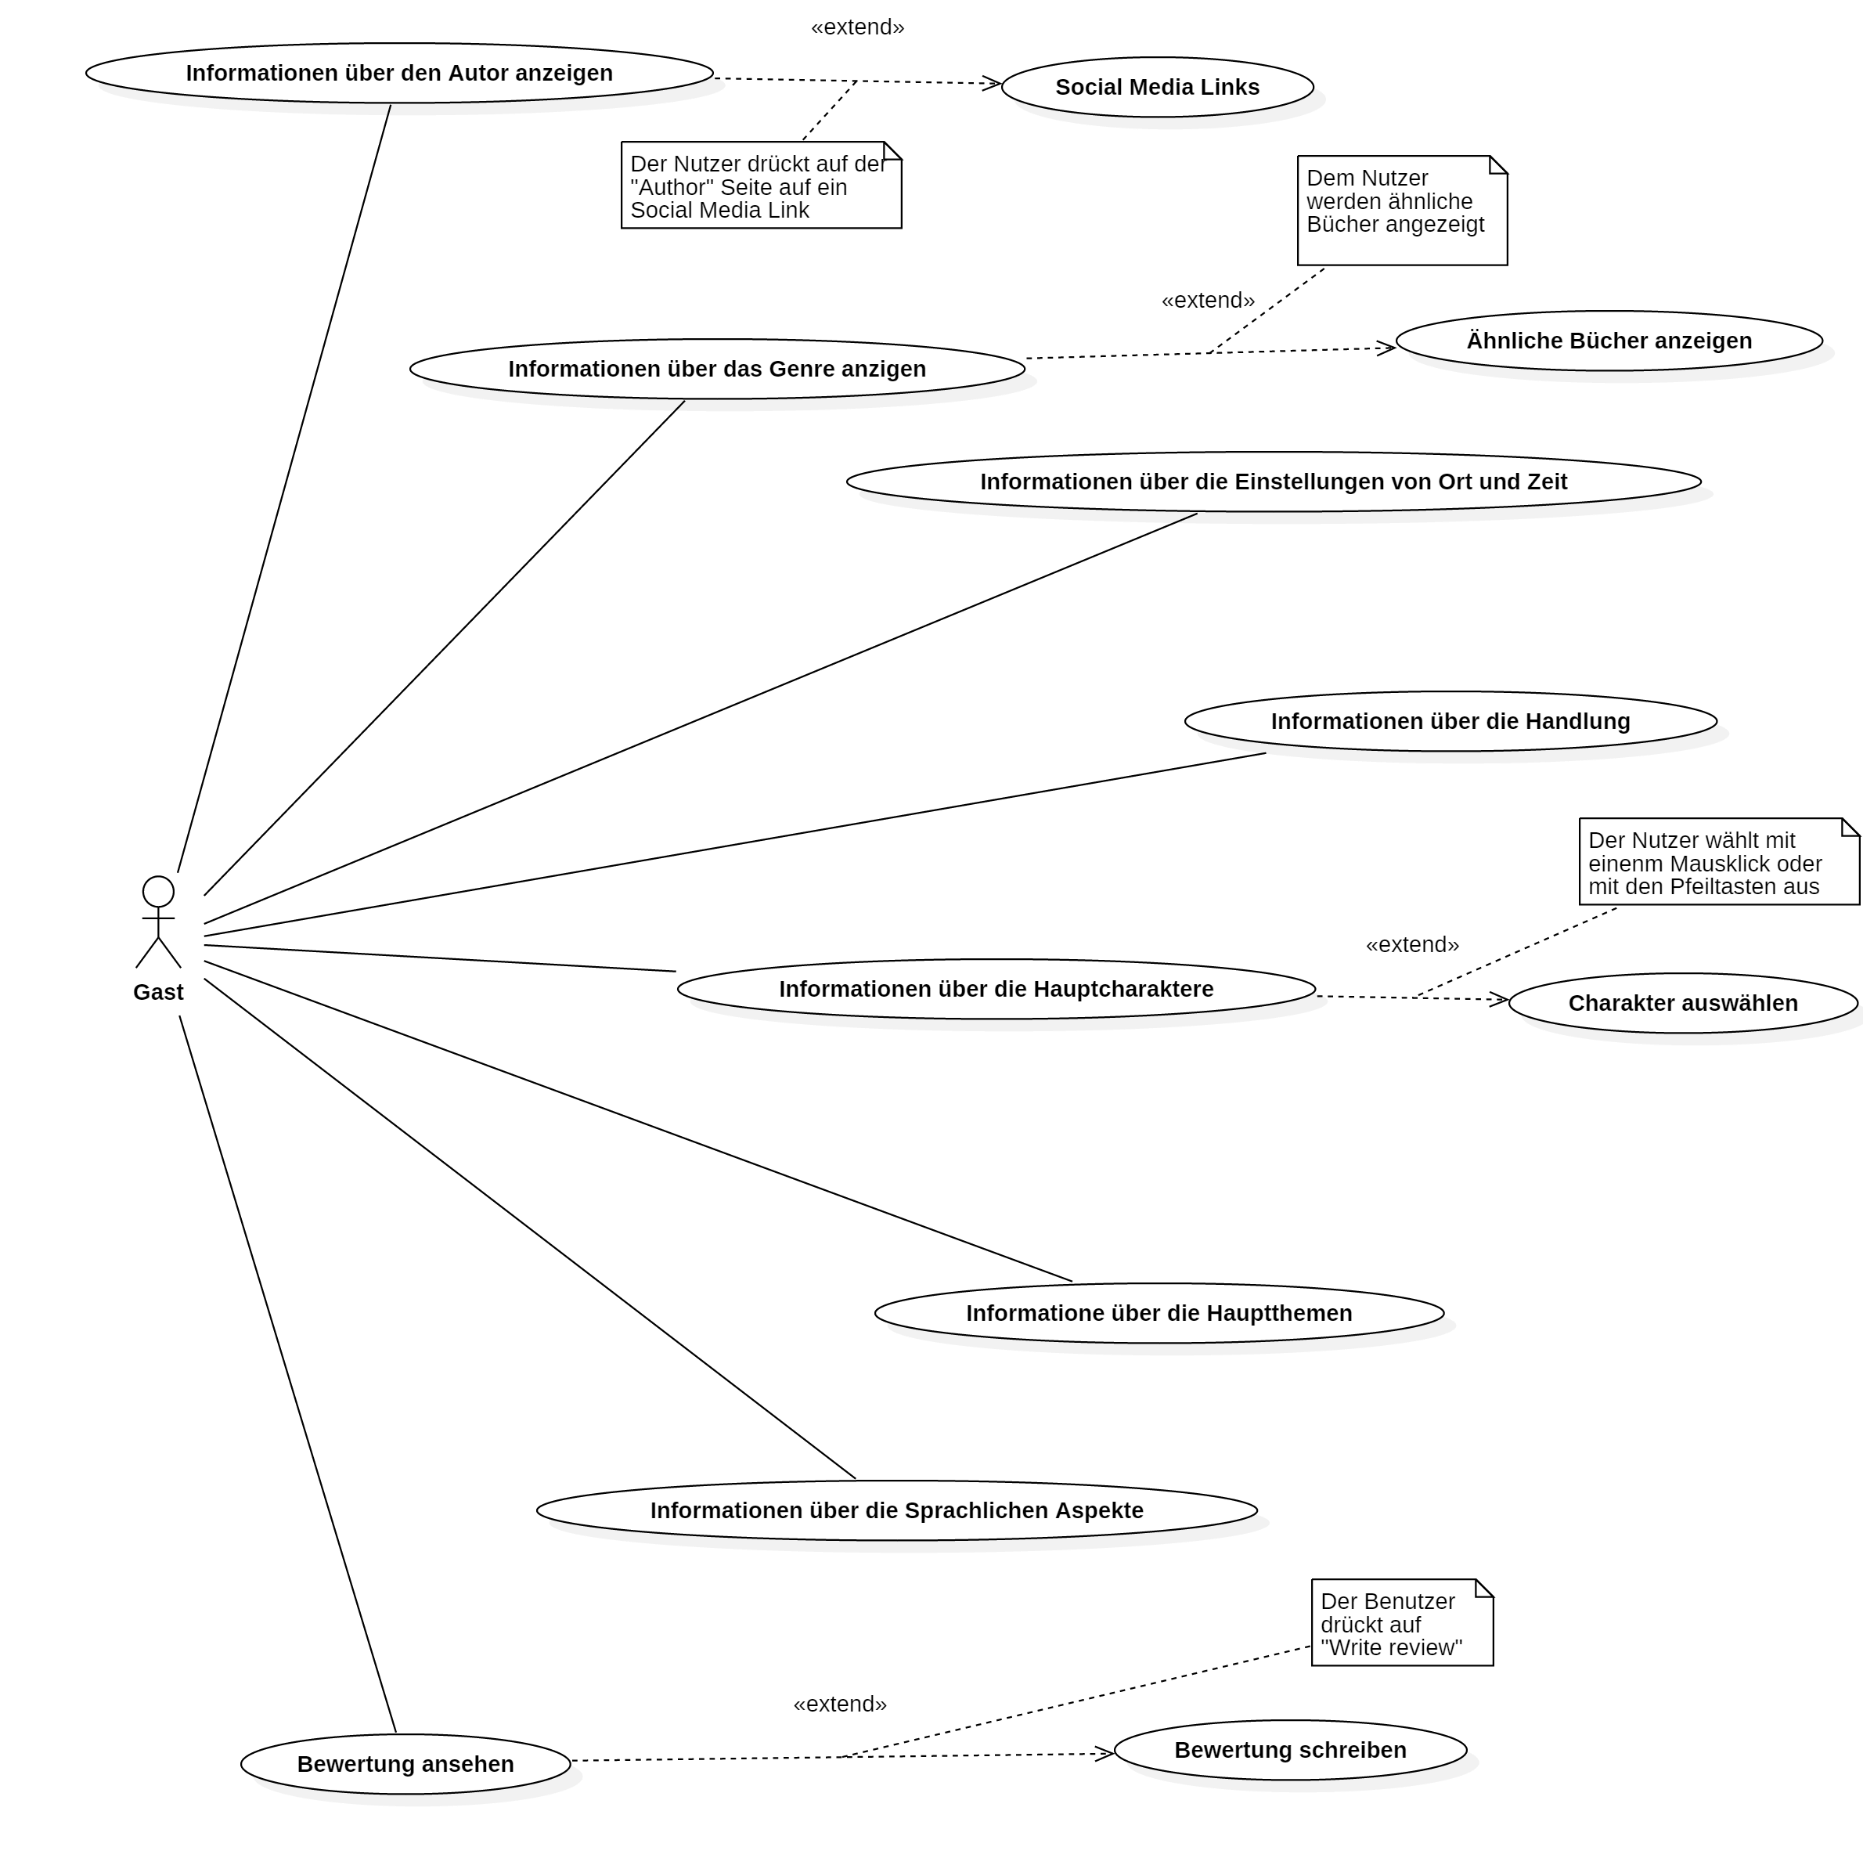 «extend»
Informationen über den Autor anzeigen
Social Media Links
Der Nutzer drückt auf der
"Author" Seite auf ein
Social Media Link
Dem Nutzer
werden ähnliche
Bücher angezeigt
«extend»
Ähnliche Bücher anzeigen
Informationen über das Genre anzigen
Informationen über die Einstellungen von Ort und Zeit
Informationen über die Handlung
Der Nutzer wählt mit
einenm Mausklick oder
mit den Pfeiltasten aus
«extend»
Gast
Informationen über die Hauptcharaktere
Charakter auswählen
Informatione über die Hauptthemen
Informationen über die Sprachlichen Aspekte
Der Benutzer
drückt auf
"Write review"
«extend»
Bewertung ansehen
Bewertung schreiben